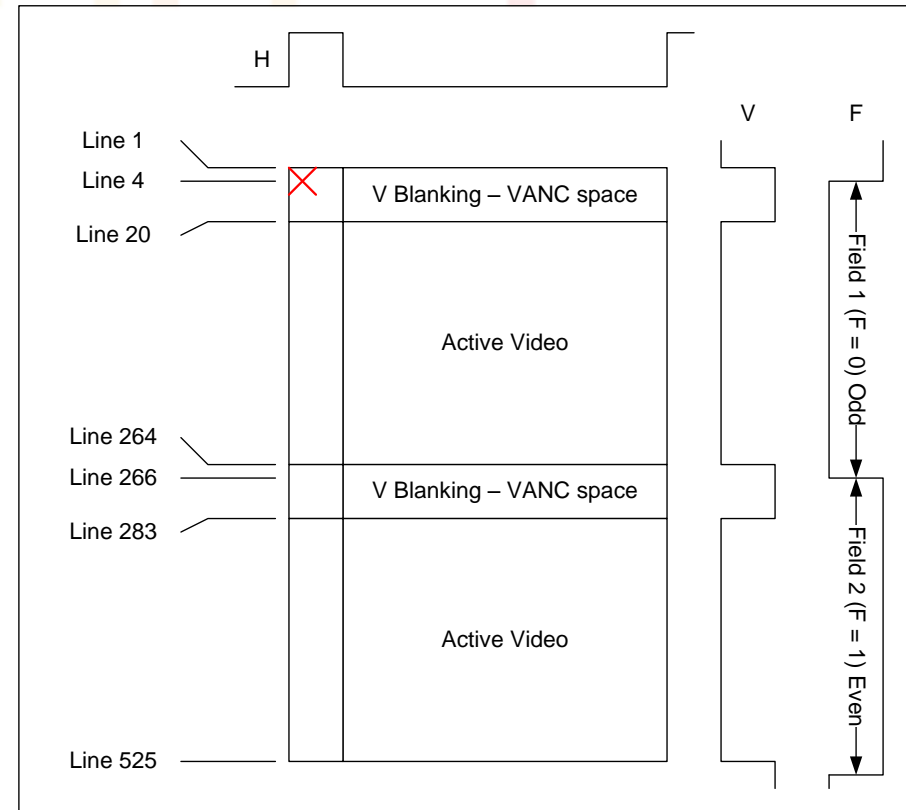 H
V
F
Line 1
Line 4
V Blanking – VANC space
Line 20
Field 1 (F = 0) Odd
Active Video
Line 264
Line 266
V Blanking – VANC space
Line 283
Field 2 (F = 1) Even
Active Video
Line 525